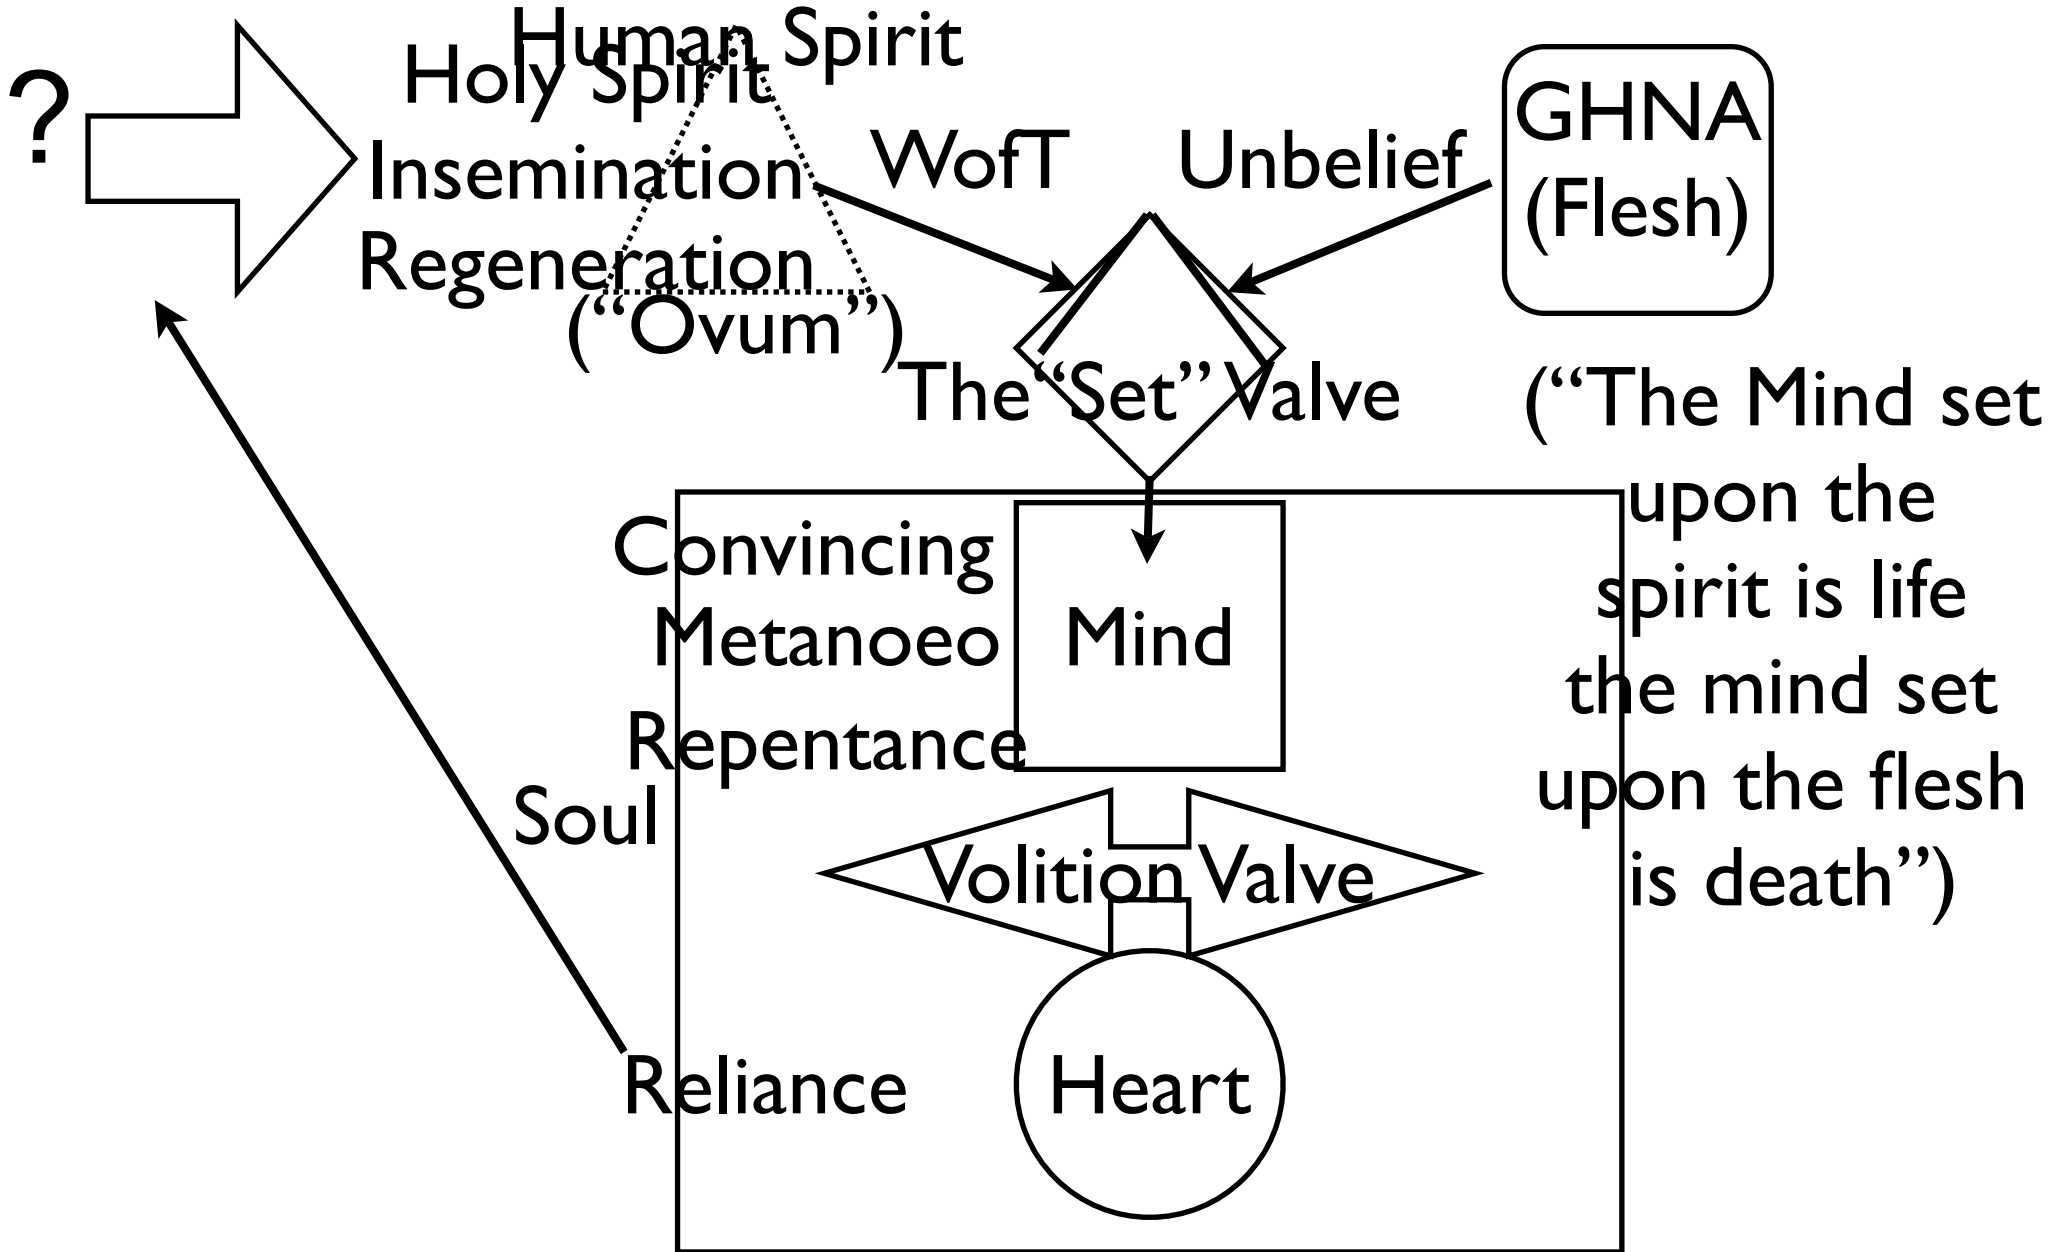 ?
Human Spirit
Holy Spirit
Insemination
Regeneration
(“Ovum”)
WofT
Unbelief
GHNA
(Flesh)
The “Set” Valve
(“The Mind set
upon the
spirit is life
the mind set
upon the flesh
is death”)
Convincing
Metanoeo
Repentance
Mind
Soul
Volition Valve
Reliance
Heart